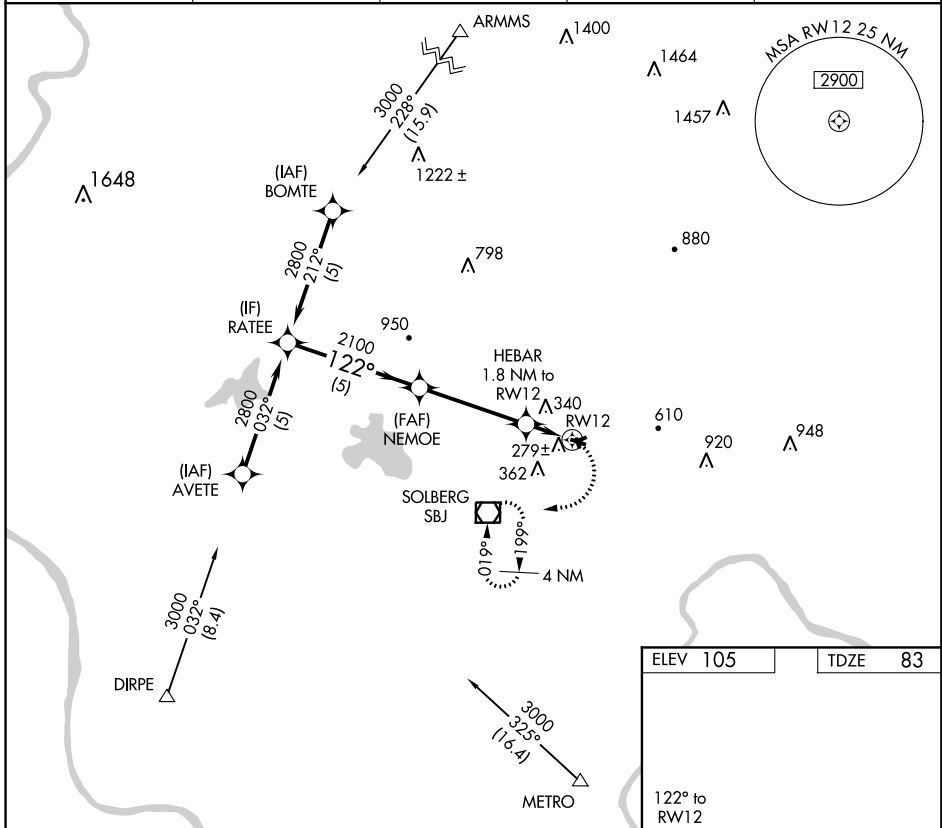 ARMMS
1400
MSA RW12 25 NM
1464
2900
1457
3000
228°
(15.9)
1648
(IAF)
BOMTE
1222 ±
880
2800
212°
(5)
798
(IF)
RATEE
950
2100
122°
(5)
HEBAR
1.8 NM to
RW12
340
RW12
(FAF)
NEMOE
610
2800
032°
(5)
279±
920
948
362
(IAF)
AVETE
SOLBERG
SBJ
019°
199°
4 NM
3000
032°
(8.4)
ELEV 105
TDZE 83
DIRPE
3000
325°
(16.4)
METRO
122° to
RW12